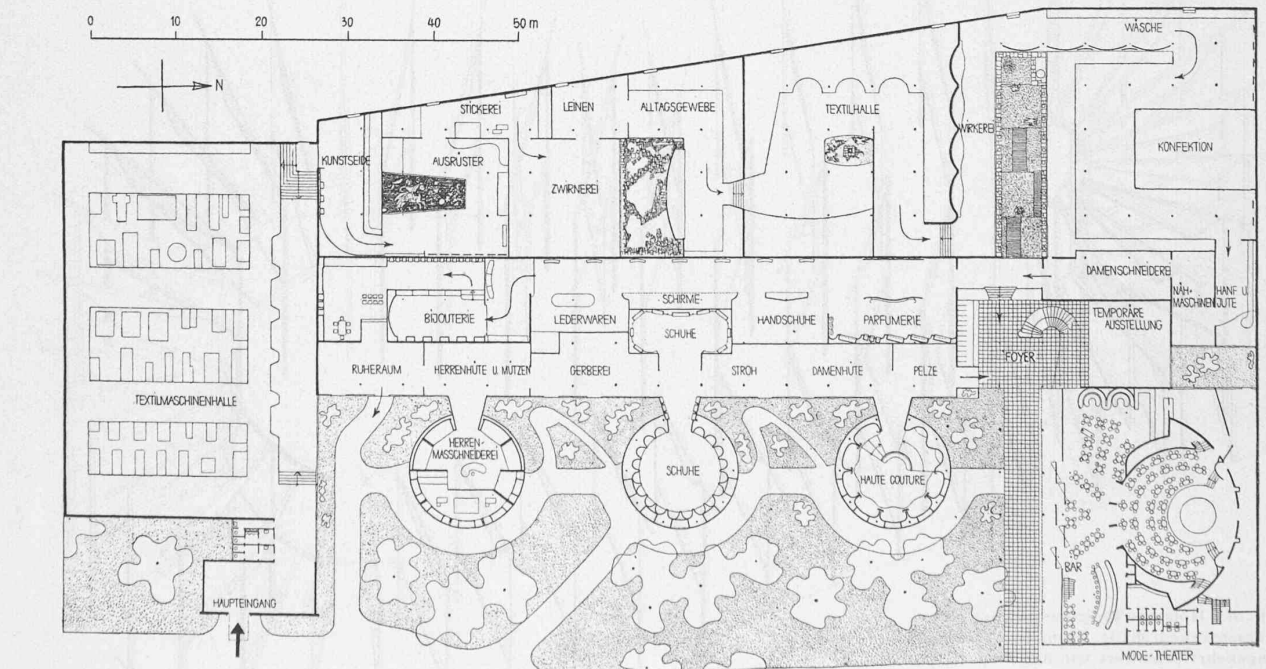 0 10 20 30 40 50 m
N
WÄSCHE
STICKEREI
LEINEN
ALLTAGSGEWEBE
TEXTILHALLE
WIRKEREI
KONFEKTION
KUNSTSEIDE
AUSRÜSTER
ZWIRNEREI
DAMENSCHNEIDERE
NÄH-
MASCHINEN
HANF U.
JUTE
BIJOUTERIE
LEDERWAREN
SCHIRME
SCHUHE
HANDSCHUHE
PARFUMERIE
TEMPORÄRE
AUSSTELLUNG
FOYER
RUHERAUM
HERRENHÜTE U. MÜTZEN
GERBEREI
STROH
DAMENHÜTE
PELZE
TEXTILMASCHINENHALLE
HERREN-
MASSCHNEIDEREI
SCHUHE
HAUTE COUTURE
BAR
HAUPTEINGANG
MODE-THEATER